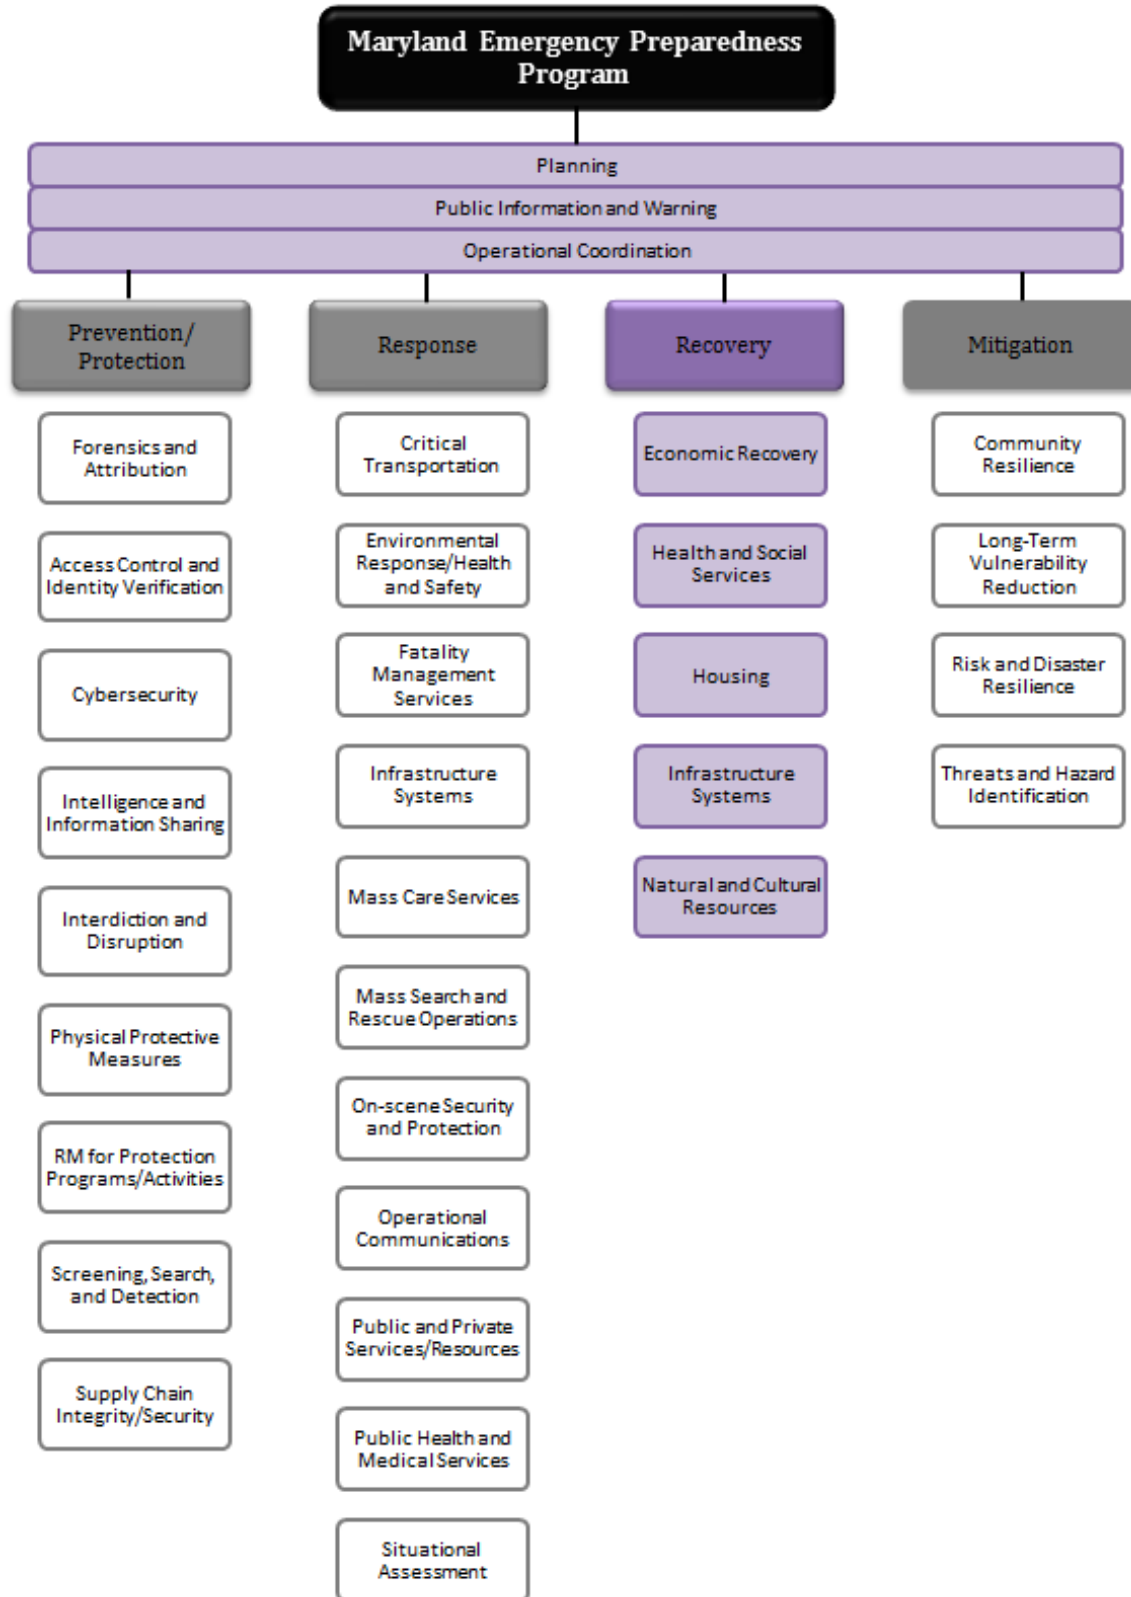 Maryland Emergency Preparedness
Program
Planning
Public Information and Warning
Operational Coordination
Prevention/
Protection
Forensics and
Attribution
Access Control and
Identity Verification
Cybersecurity
Intelligence and
Information Sharing
Interdiction and
Disruption
Physical Protective
Measures
RM for Protection
Programs/Activities
Screening, Search,
and Detection
Supply Chain
Integrity/Security
Response
Critical
Transportation
Environmental
Response/Health
and Safety
Fatality
Management
Services
Infrastructure
Systems
Mass Care Services
Mass Search and
Rescue Operations
On-scene Security
and Protection
Operational
Communications
Public and Private
Services/Resources
Public Health and
Medical Services
Situational
Assessment
Recovery
Economic Recovery
Health and Social
Services
Housing
Infrastructure
Systems
Natural and Cultural
Resources
Mitigation
Community
Resilience
Long-Term
Vulnerability
Reduction
Risk and Disaster
Resilience
Threats and Hazard
Identification